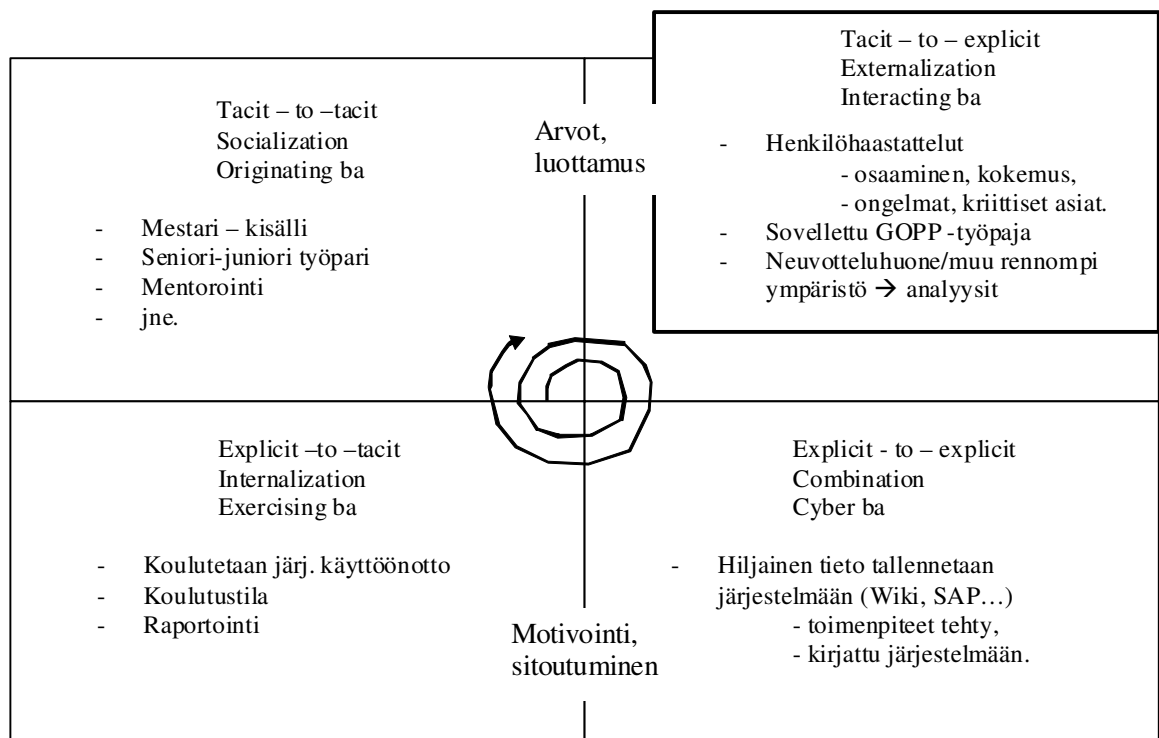 Tacit – to –tacit
Socialization
Originating ba
- Mestari – kisälli
- Seniori-juniori työpari
- Mentorointi
- jne.
Arvot,
luottamus
Tacit – to – explicit
Externalization
Interacting ba
- Henkilöhaastattelut
- osaaminen, kokemus,
- ongelmat, kriittiset asiat.
- Sovellettu GOPP -työpaja
- Neuvotteluhuone/muu rennompi
ympäristö → analyysit
Explicit –to –tacit
Internalization
Exercising ba
- Koulutetaan järj. käyttöönotto
- Koulutustila
- Raportointi
Motivointi,
sitoutuminen
Explicit - to – explicit
Combination
Cyber ba
- Hiljainen tieto tallennetaan
järjestelmään (Wiki, SAP…)
- toimenpiteet tehty,
- kirjattu järjestelmään.